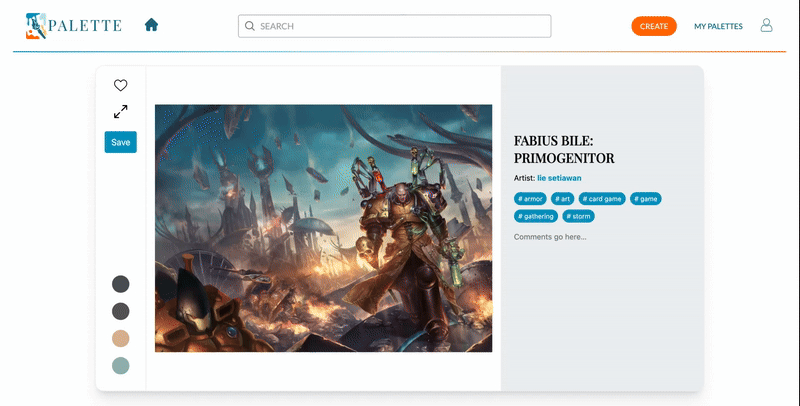 PALETTE
SEARCH
CREATE
MY PALETTES
Save
FABIUS BILE:
PRIMOGENITOR
Artist: lie setiawan
# armor # art # card game # game
# gathering # storm
Comments go here...